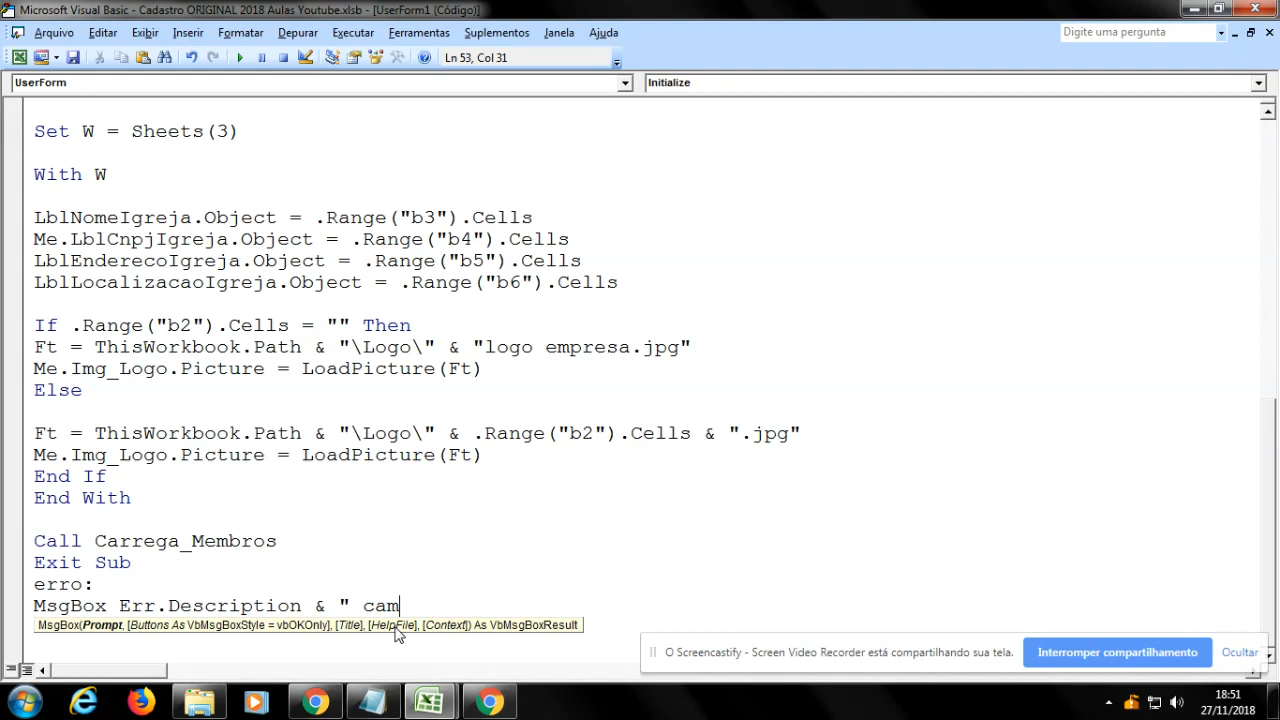 Microsoft Visual Basic - Cadastro ORIGINAL 2018 Aulas Youtube.xlsb - [UserForm1 (Código)]
Arquivo Editar Exibir Inserir Formatar Depurar Executar Ferramentas Suplementos Janela Ajuda Digite uma pergunta
Ln 53, Col 31
UserForm Initialize
Set W = Sheets(3)
With W
LblNomeIgreja.Object = .Range("b3").Cells
Me.LblCnpjIgreja.Object = .Range("b4").Cells
LblEnderecoIgreja.Object = .Range("b5").Cells
LblLocalizacaoIgreja.Object = .Range("b6").Cells
If .Range("b2").Cells = "" Then
Ft = ThisWorkbook.Path & "\Logo\" & "logo empresa.jpg"
Me.Img_Logo.Picture = LoadPicture(Ft)
Else
Ft = ThisWorkbook.Path & "\Logo\" & .Range("b2").Cells & ".jpg"
Me.Img_Logo.Picture = LoadPicture(Ft)
End If
End With
Call Carrega_Membros
Exit Sub
erro:
MsgBox Err.Description & " cam
MsgBox(Prompt, [Buttons As VbMsgBoxStyle = vbOKOnly], [Title], [HelpFile], [Context]) As VbMsgBoxResult
O Screencastify - Screen Video Recorder está compartilhando sua tela. Interromper compartilhamento Ocultar
18:51
27/11/2018